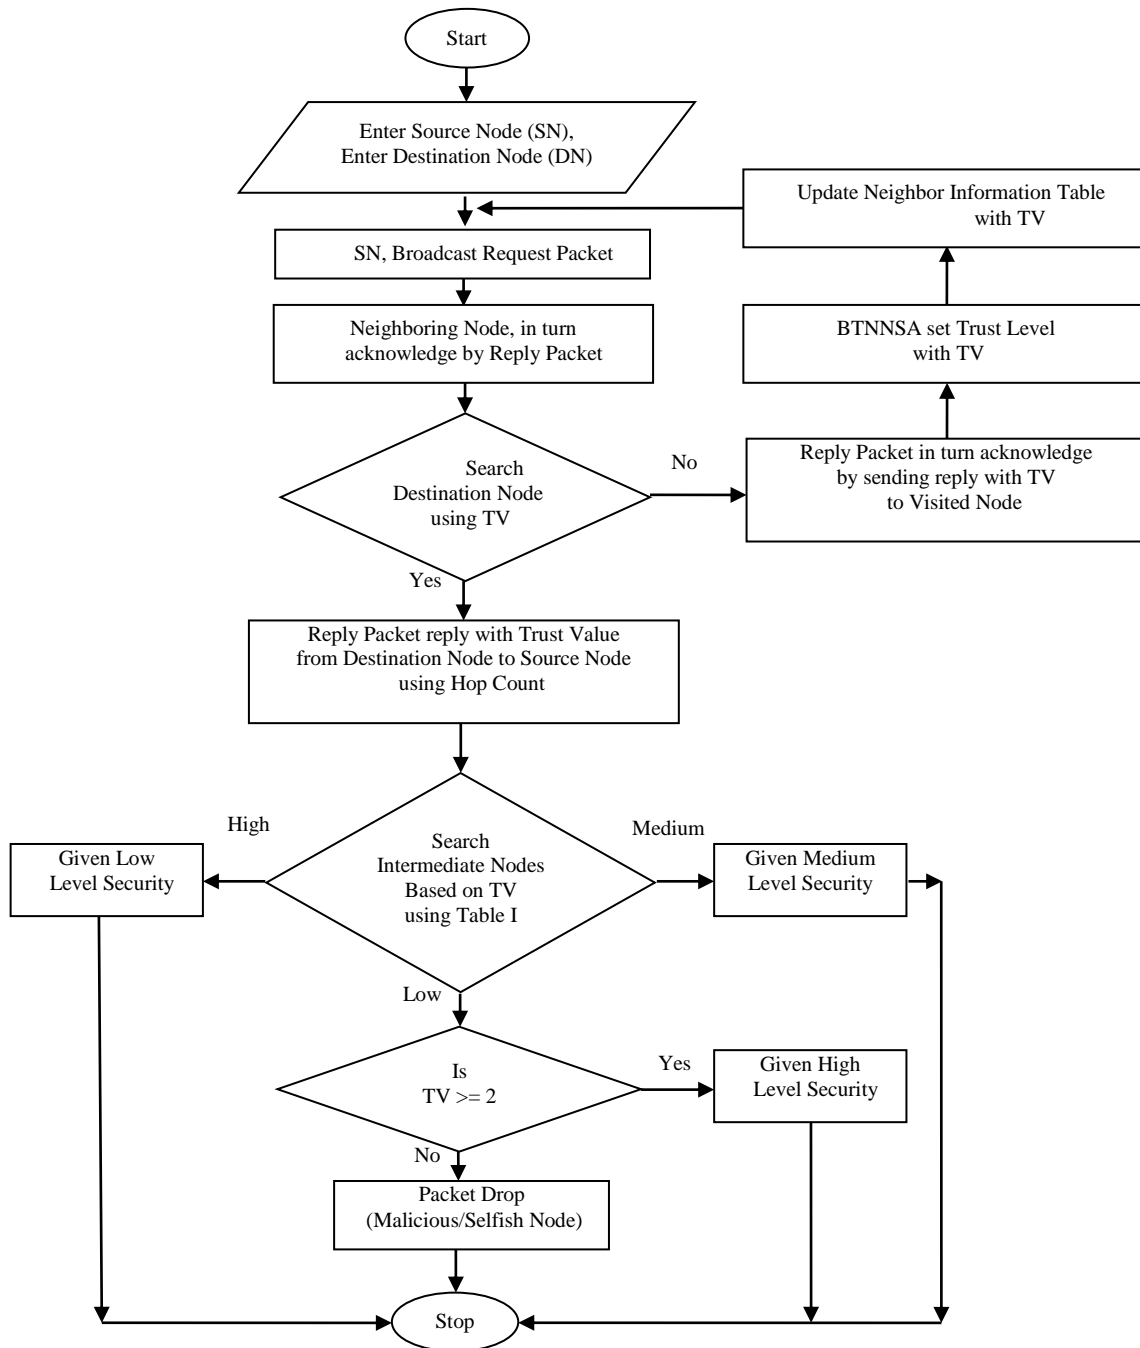 Start
Enter Source Node (SN),
Enter Destination Node (DN)
Update Neighbor Information Table
with TV
SN, Broadcast Request Packet
Neighboring Node, in turn
acknowledge by Reply Packet
BTNNSA set Trust Level
with TV
Search
Destination Node
using TV
No
Reply Packet in turn acknowledge
by sending reply with TV
to Visited Node
Yes
Reply Packet reply with Trust Value
from Destination Node to Source Node
using Hop Count
High
Search
Intermediate Nodes
Based on TV
using Table I
Medium
Given Low
Level Security
Given Medium
Level Security
Low
Is
TV >= 2
Yes
Given High
Level Security
No
Packet Drop
(Malicious/Selfish Node)
Stop